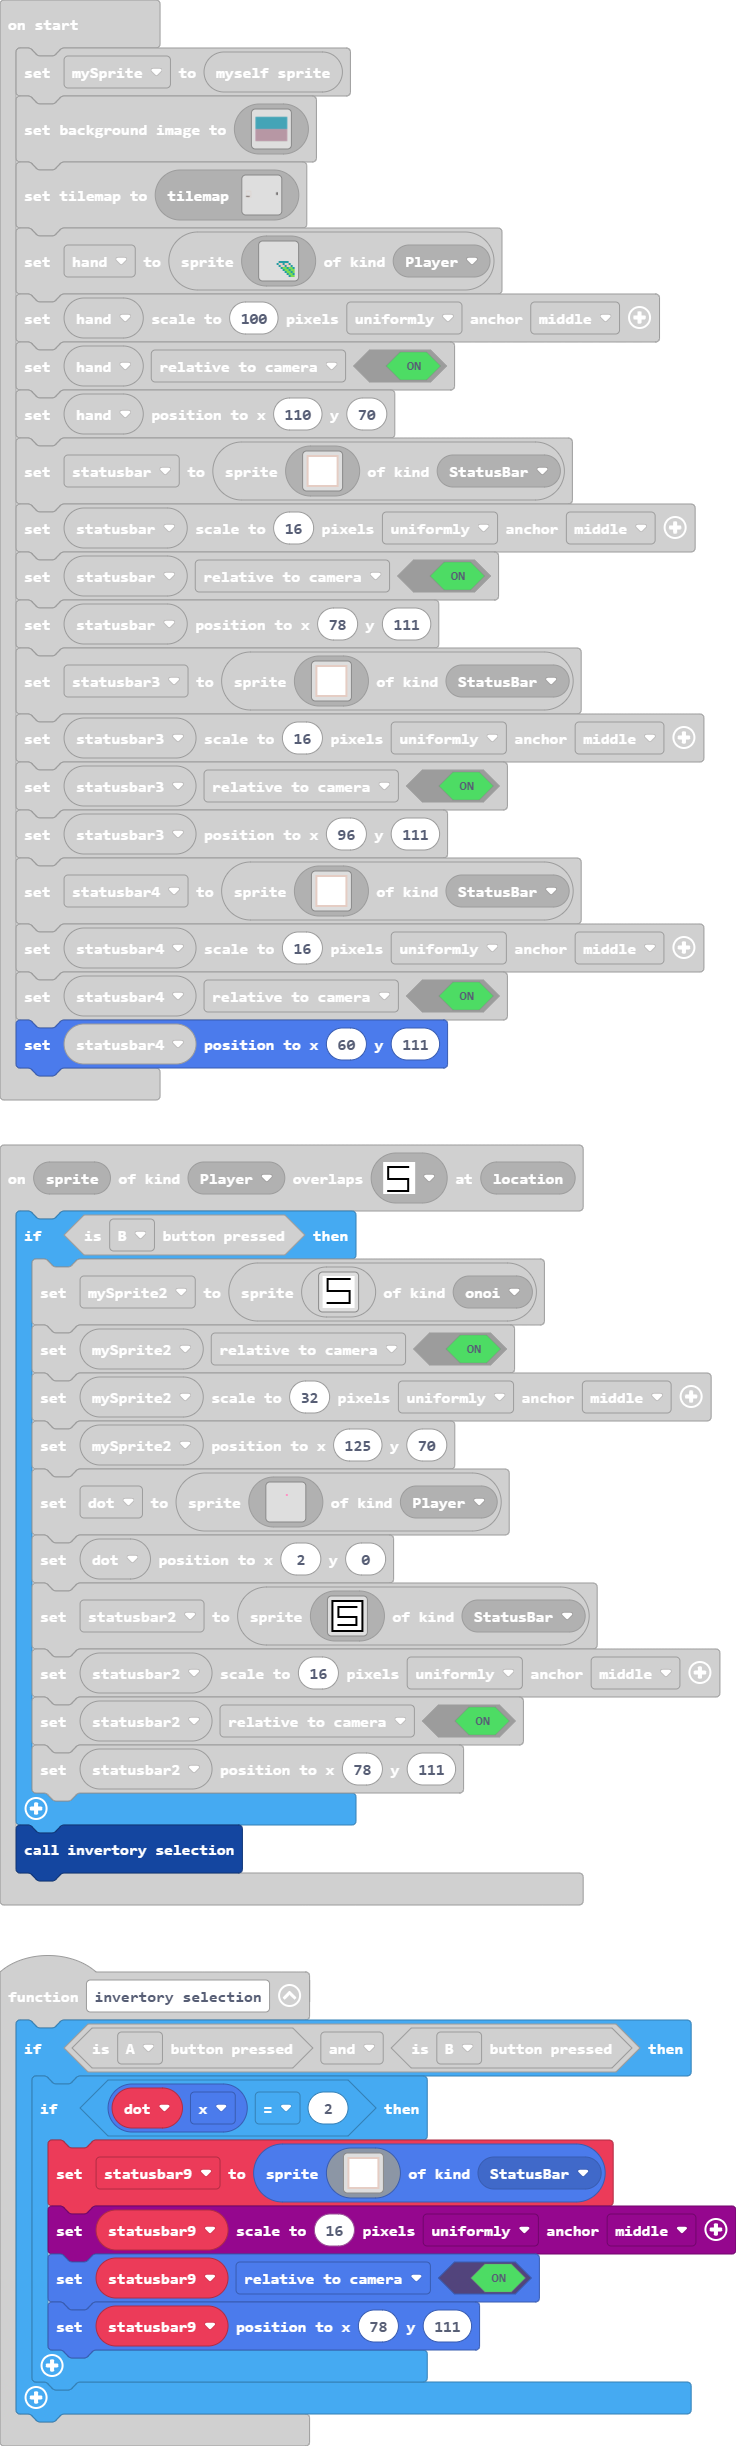 on start
set mySprite to myself sprite
set background image to
set tilemap to tilemap
set hand to sprite of kind Player
set hand scale to 100 pixels uniformly anchor middle
set hand relative to camera ON
set hand position to x 110 y 70
set statusbar to sprite of kind StatusBar
set statusbar scale to 16 pixels uniformly anchor middle
set statusbar relative to camera ON
set statusbar position to x 78 y 111
set statusbar3 to sprite of kind StatusBar
set statusbar3 scale to 16 pixels uniformly anchor middle
set statusbar3 relative to camera ON
set statusbar3 position to x 96 y 111
set statusbar4 to sprite of kind StatusBar
set statusbar4 scale to 16 pixels uniformly anchor middle
set statusbar4 relative to camera ON
set statusbar4 position to x 60 y 111
on sprite of kind Player overlaps at location
if is B button pressed then
set mySprite2 to sprite of kind onoi
set mySprite2 relative to camera ON
set mySprite2 scale to 32 pixels uniformly anchor middle
set mySprite2 position to x 125 y 70
set dot to sprite of kind Player
set dot position to x 2 y 0
set statusbar2 to sprite of kind StatusBar
set statusbar2 scale to 16 pixels uniformly anchor middle
set statusbar2 relative to camera ON
set statusbar2 position to x 78 y 111
call invertory selection
function invertory selection
if is A button pressed and is B button pressed then
if dot x = 2 then
set statusbar9 to sprite of kind StatusBar
set statusbar9 scale to 16 pixels uniformly anchor middle
set statusbar9 relative to camera ON
set statusbar9 position to x 78 y 111